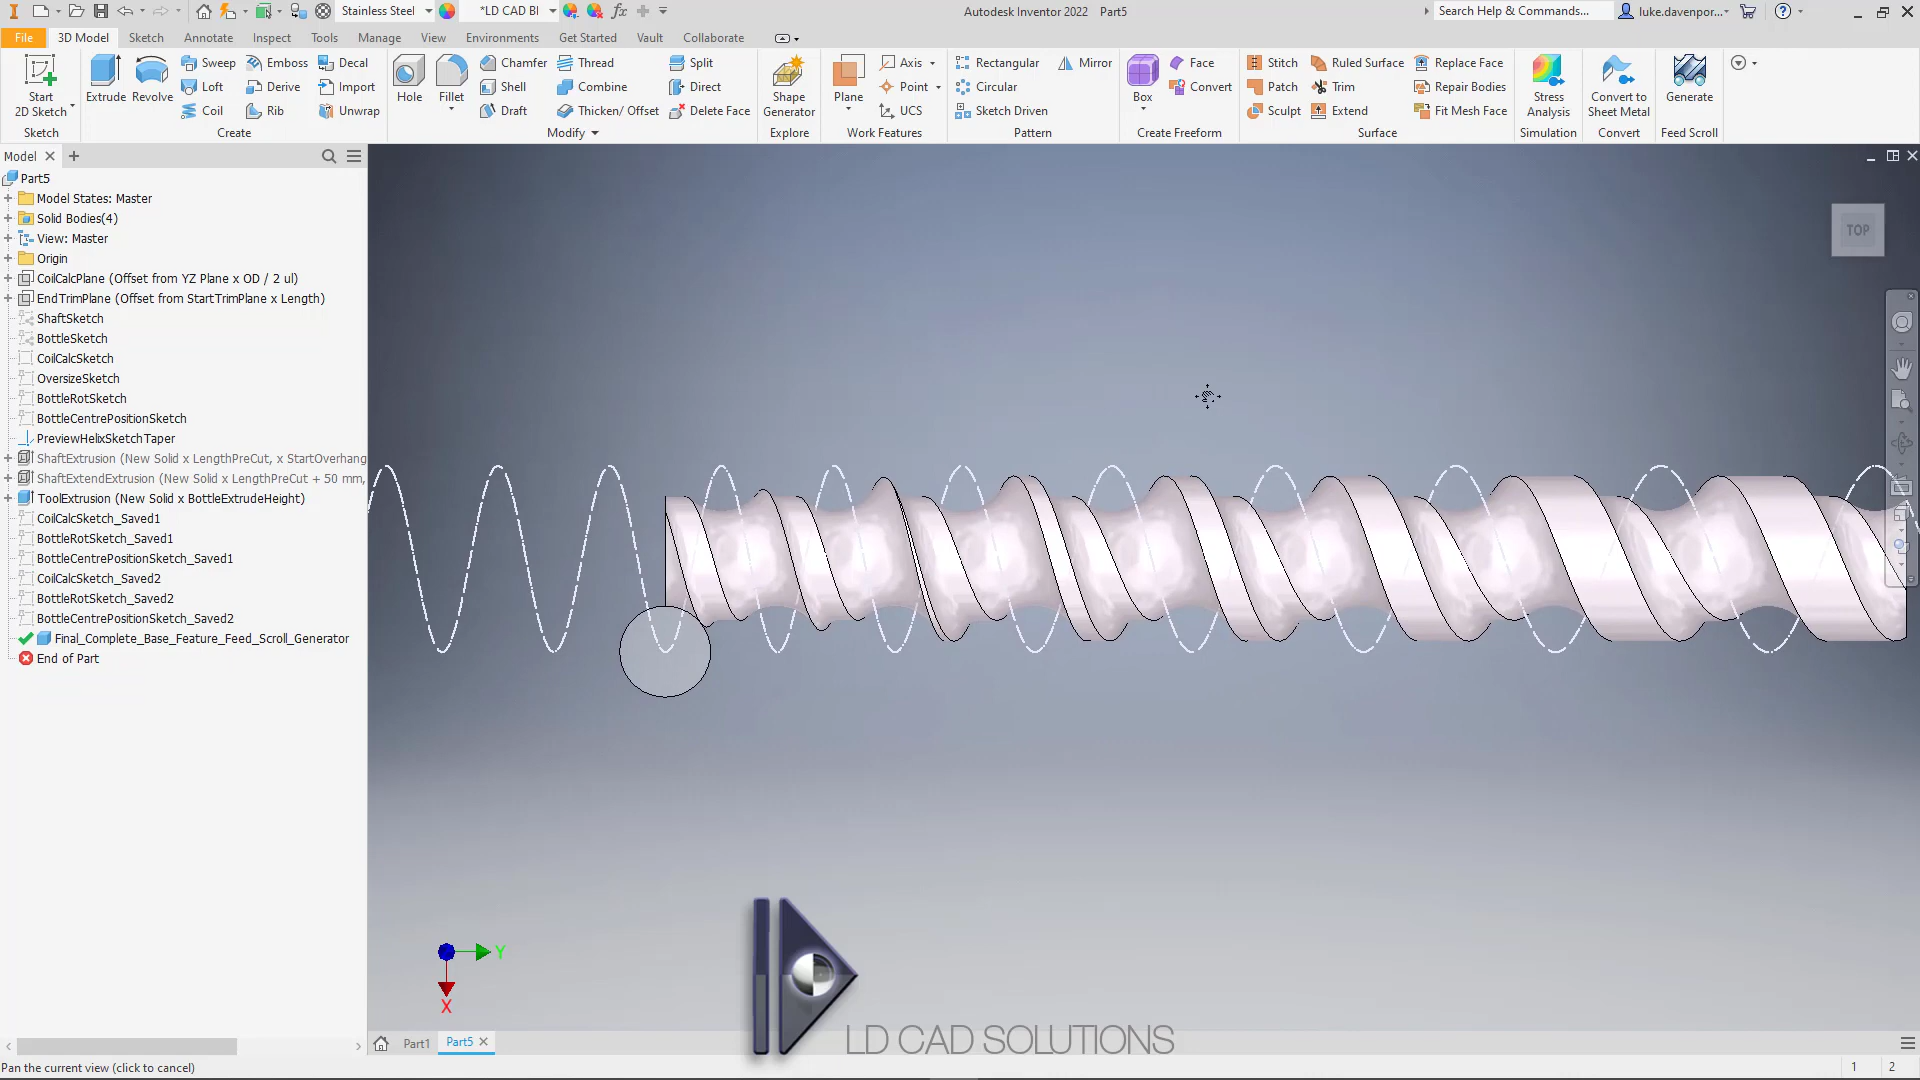 Stainless Steel
*LD CAD Bl
Autodesk Inventor 2022 Part5
Search Help & Commands...
luke.davenpor...
File
3D Model
Sketch
Annotate
Inspect
Tools
Manage
View
Environments
Get Started
Vault
Collaborate
Start
2D Sketch
Sketch
Extrude
Revolve
Sweep
Loft
Coil
Emboss
Derive
Rib
Decal
Import
Unwrap
Create
Hole
Fillet
Chamfer
Shell
Draft
Thread
Combine
Thicken/ Offset
Split
Direct
Delete Face
Modify
Shape
Generator
Explore
Plane
Axis
Point
UCS
Work Features
Rectangular
Circular
Sketch Driven
Mirror
Pattern
Box
Face
Convert
Create Freeform
Stitch
Patch
Sculpt
Ruled Surface
Trim
Extend
Replace Face
Repair Bodies
Fit Mesh Face
Surface
Stress
Analysis
Simulation
Convert to
Sheet Metal
Convert
Generate
Feed Scroll
Model
Part5
Model States: Master
Solid Bodies(4)
View: Master
Origin
CoilCalcPlane (Offset from YZ Plane x OD / 2 ul)
EndTrimPlane (Offset from StartTrimPlane x Length)
ShaftSketch
BottleSketch
CoilCalcSketch
OversizeSketch
BottleRotSketch
BottleCentrePositionSketch
PreviewHelixSketchTaper
ShaftExtrusion (New Solid x LengthPreCut, x StartOverhang
ShaftExtendExtrusion (New Solid x LengthPreCut + 50 mm,
ToolExtrusion (New Solid x BottleExtrudeHeight)
CoilCalcSketch_Saved1
BottleRotSketch_Saved1
BottleCentrePositionSketch_Saved1
CoilCalcSketch_Saved2
BottleRotSketch_Saved2
BottleCentrePositionSketch_Saved2
Final_Complete_Base_Feature_Feed_Scroll_Generator
End of Part
TOP
Y
X
LD CAD SOLUTIONS
Part1
Part5
Pan the current view (click to cancel)
1 2